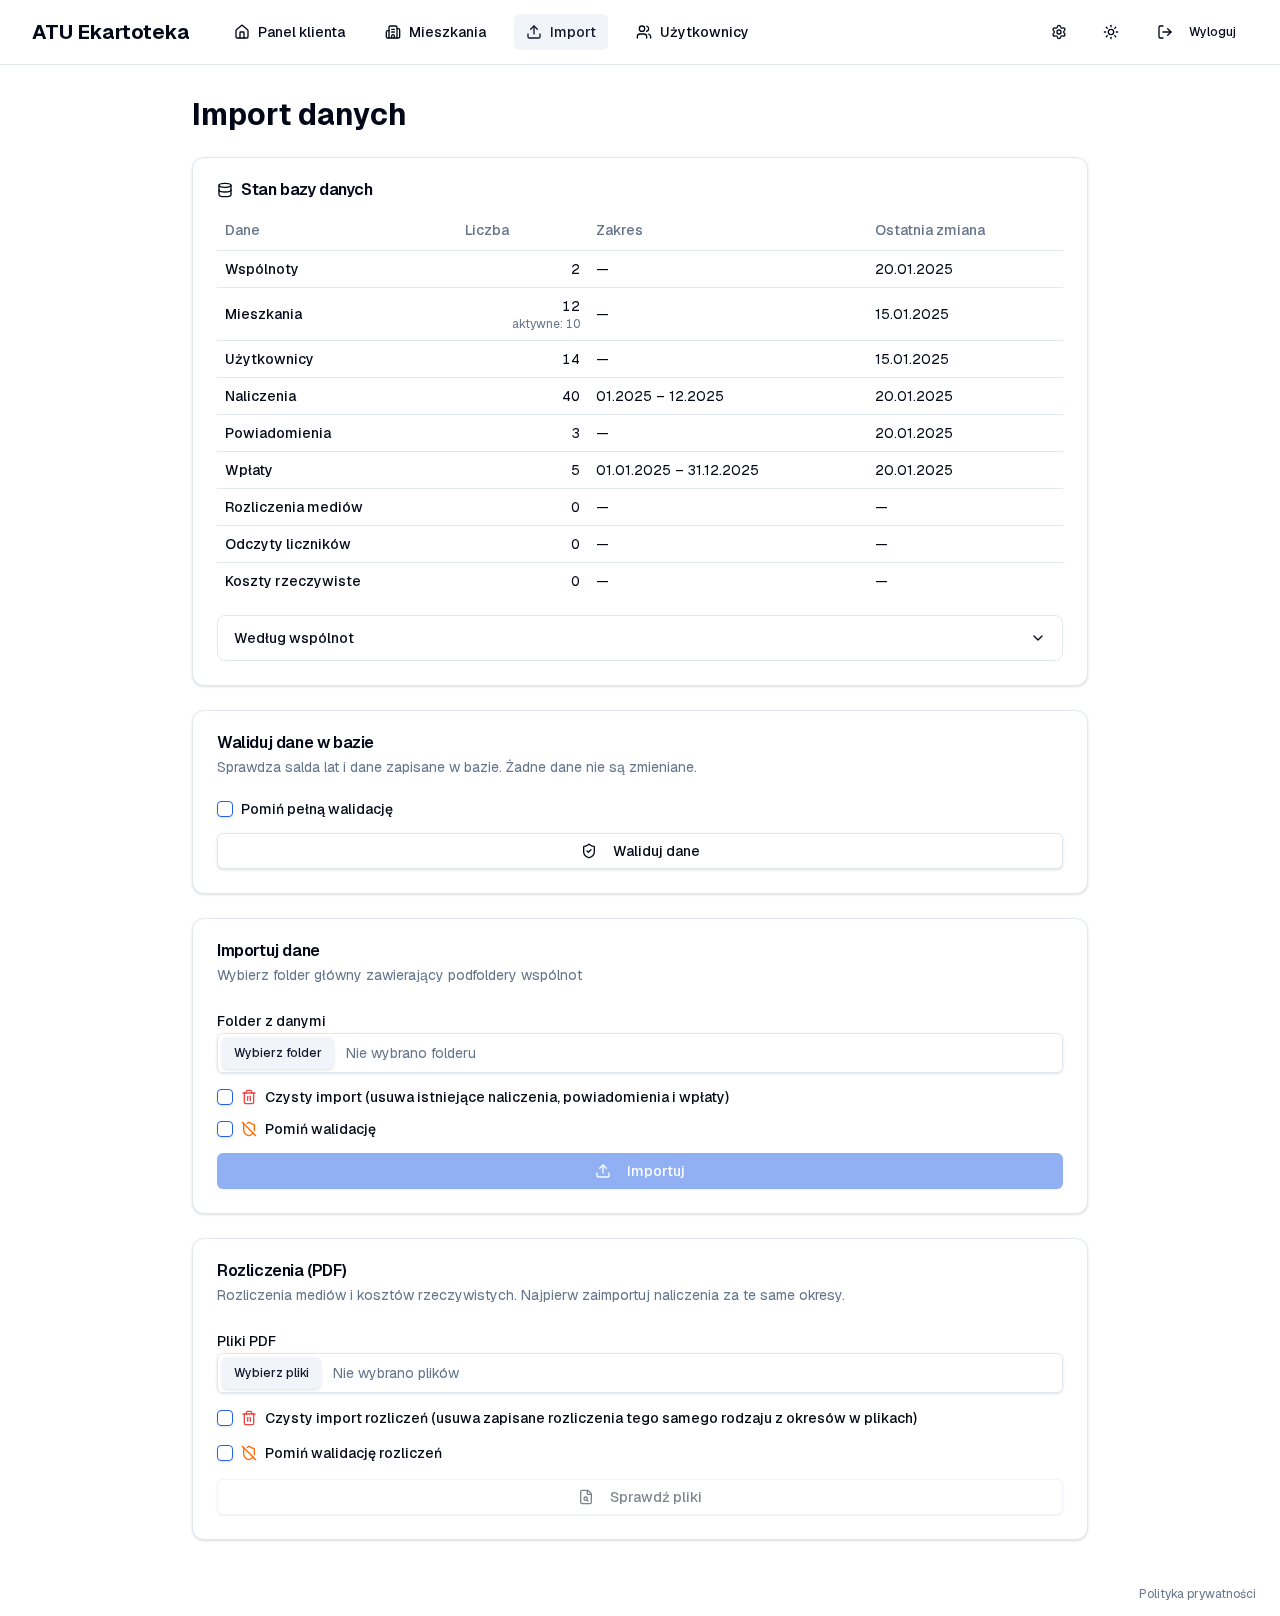 ATU Ekartoteka Panel klienta Mieszkania Import Użytkownicy Wyloguj
Import danych
Stan bazy danych
Dane Liczba Zakres Ostatnia zmiana
Wspólnoty 2 — 20.01.2025
Mieszkania 12 aktywne: 10 — 15.01.2025
Użytkownicy 14 — 15.01.2025
Naliczenia 40 01.2025 – 12.2025 20.01.2025
Powiadomienia 3 — 20.01.2025
Wpłaty 5 01.01.2025 – 31.12.2025 20.01.2025
Rozliczenia mediów 0 — —
Odczyty liczników 0 — —
Koszty rzeczywiste 0 — —
Według wspólnot
Waliduj dane w bazie
Sprawdza salda lat i dane zapisane w bazie. Żadne dane nie są zmieniane.
Pomiń pełną walidację
Waliduj dane
Importuj dane
Wybierz folder główny zawierający podfoldery wspólnot
Folder z danymi
Wybierz folder Nie wybrano folderu
Czysty import (usuwa istniejące naliczenia, powiadomienia i wpłaty)
Pomiń walidację
Importuj
Rozliczenia (PDF)
Rozliczenia mediów i kosztów rzeczywistych. Najpierw zaimportuj naliczenia za te same okresy.
Pliki PDF
Wybierz pliki Nie wybrano plików
Czysty import rozliczeń (usuwa zapisane rozliczenia tego samego rodzaju z okresów w plikach)
Pomiń walidację rozliczeń
Sprawdź pliki
Polityka prywatności